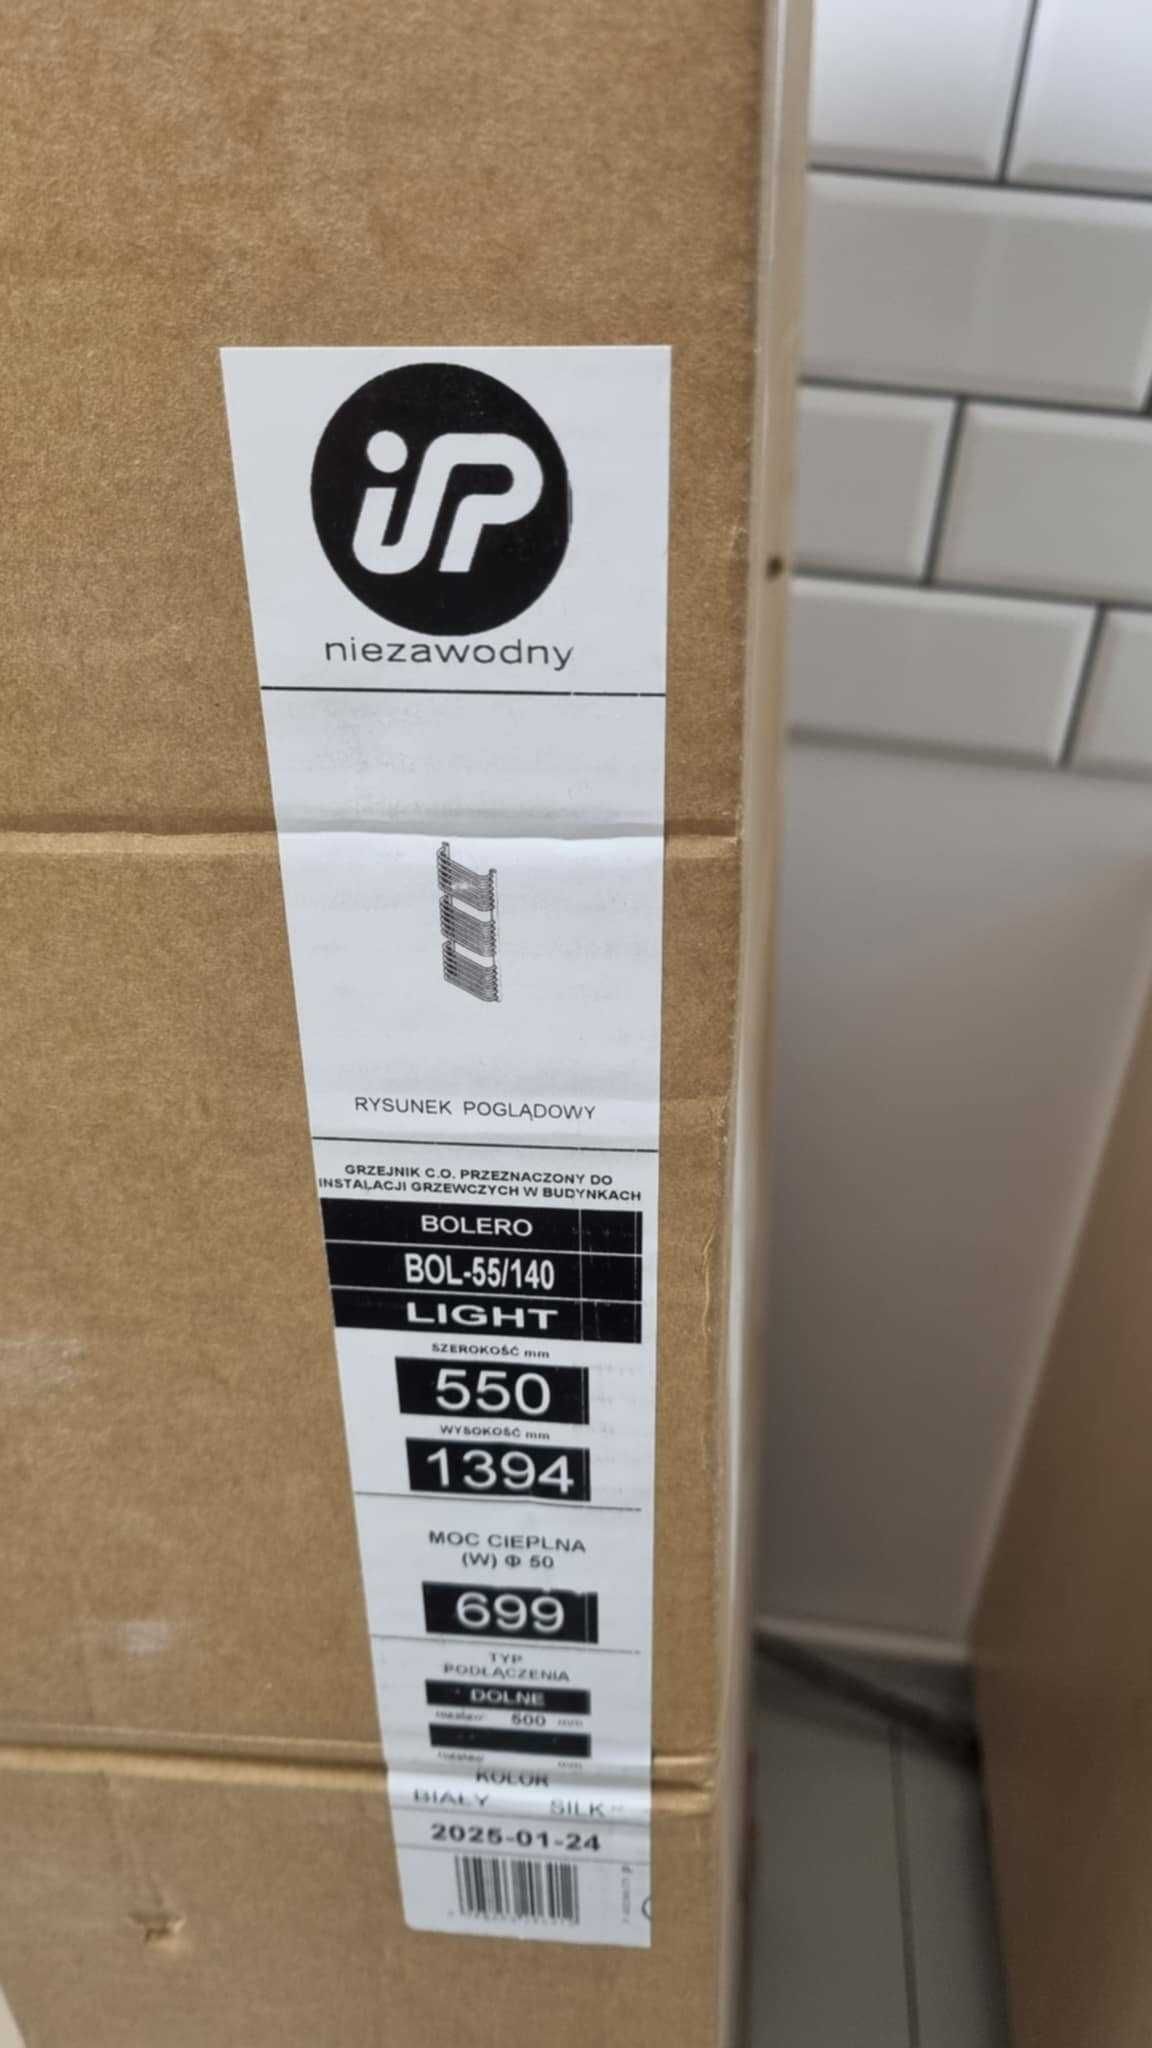 iP
niezawodny
RYSUNEK POGLĄDOWY
GRZEJNIK C.O. PRZEZNACZONY DO
INSTALACJI GRZEWCZYCH W BUDYNKACH
BOLERO
BOL-55/140
LIGHT
SZEROKOŚĆ mm
550
WYSOKOŚĆ mm
1394
MOC CIEPLNA
(W) Φ 50
699
TYP
PODŁĄCZENIA
DOLNE
500 mm
mm
KOLOR
BIAŁY SILK
2025-01-24